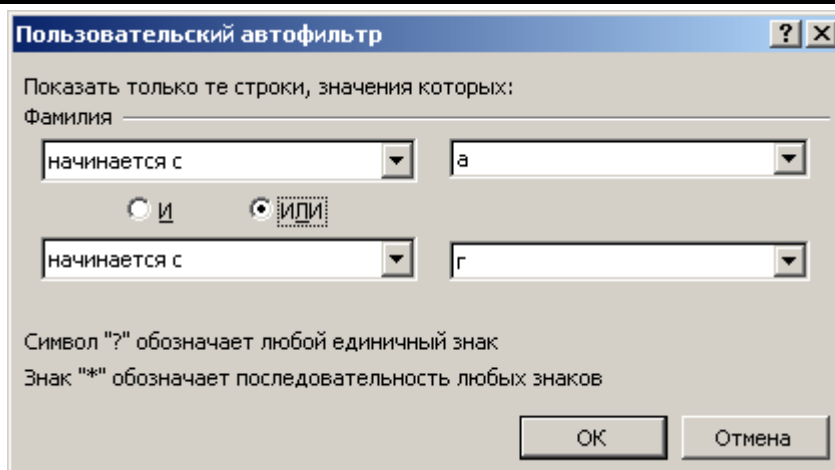 Пользовательский автофильтр
Показать только те строки, значения которых:
Фамилия
начинается с а
И ИЛИ
начинается с г
Символ "?" обозначает любой единичный знак
Знак "*" обозначает последовательность любых знаков
ОК Отмена